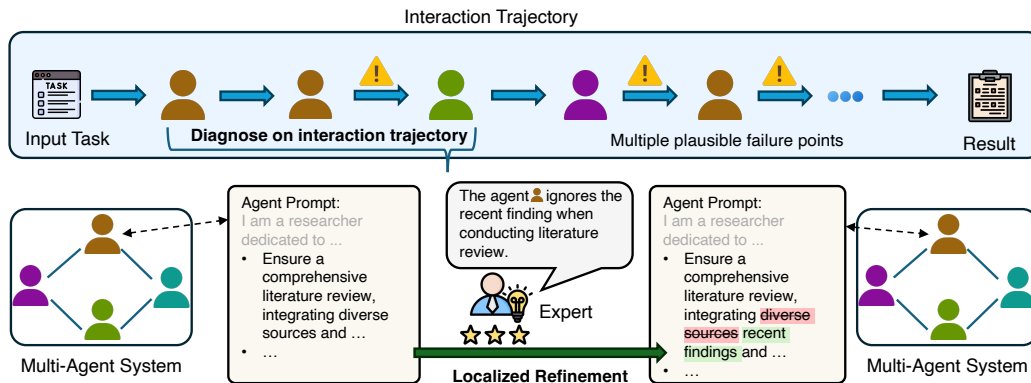 Interaction Trajectory
TASK
Input Task
Diagnose on interaction trajectory
Multiple plausible failure points
Result
Agent Prompt:
I am a researcher
dedicated to ...
• Ensure a
comprehensive
literature review,
integrating diverse
sources and …
• …
Multi-Agent System
The agent ignores the
recent finding when
conducting literature
review.
Expert
Localized Refinement
Agent Prompt:
I am a researcher
dedicated to ...
• Ensure a
comprehensive
literature review,
integrating diverse
sources recent
findings and …
• …
Multi-Agent System